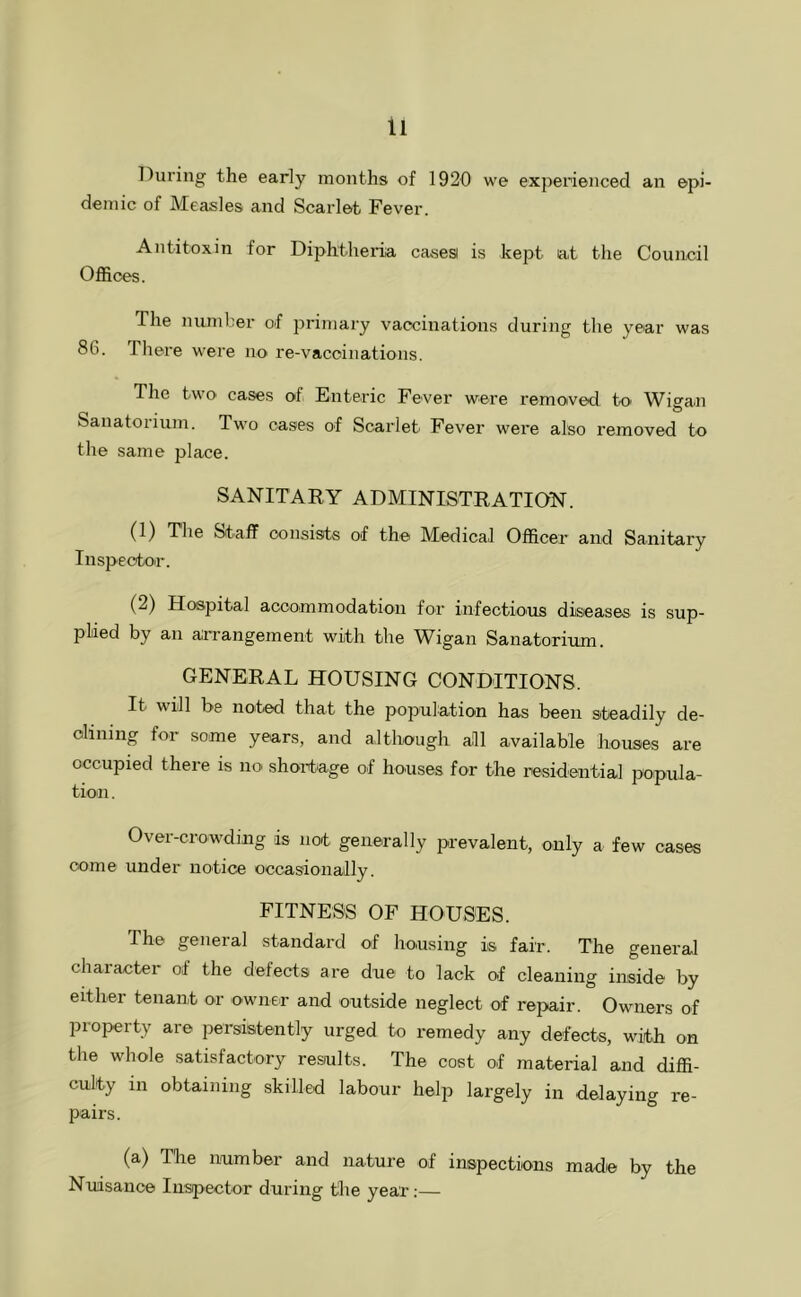 11
During the early months of 1920 we experienced an epi-
demic of Measles and Scarlet Fever.
Antitoxin for Diphtheria cases is kept at the Council
Offices.
The number of primary vaccinations during the year was
86. There were no re-vaccinations.
The two cases of Enteric Fever were removed to Wigan
Sanatorium. Two cases of Scarlet Fever were also removed to
the same place.
SANITARY ADMINISTRATION.
(1) The Staff consists of the Medical Officer and Sanitary
Inspector.
(2) Hospital accommodation for infectious diseases is sup-
plied by an arrangement with the Wigan Sanatorium.
GENERAL HOUSING CONDITIONS.
It will be noted that the population has been steadily de-
clining for some years, and although all available houses are
occupied there is no shortage of houses for the residential popula-
tion.
Over-crowding is not generally prevalent, only a few cases
come under notice occasionally.
FITNESS OF HOUSES.
The general standard of housing is fair. The general
character of the defects are due to lack of cleaning inside by
either tenant or owner and outside neglect of repair. Owners of
property are persistently urged to remedy any defects, with on
the whole satisfactory results. The cost of material and diffi-
culty in obtaining skilled labour help largely in delaying re-
pairs.
(a) The number and nature of inspections made by the
Nuisance Inspector during the year:—